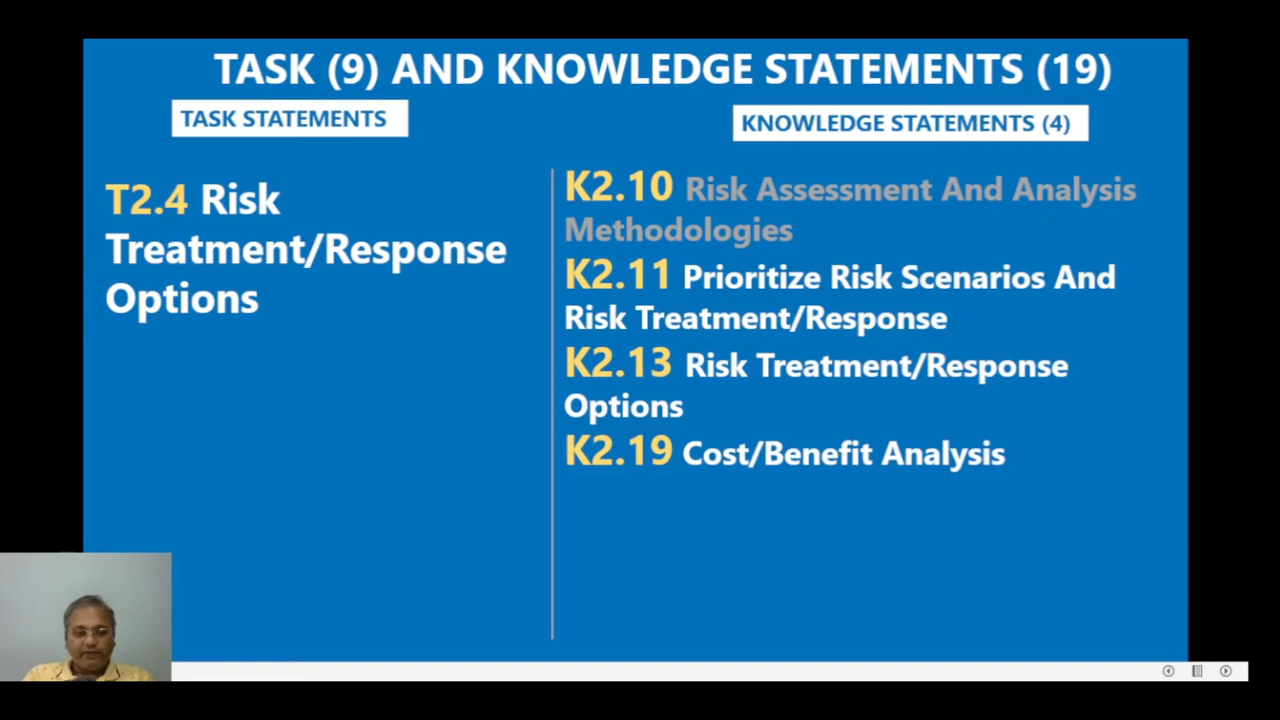 TASK (9) AND KNOWLEDGE STATEMENTS (19)
TASK STATEMENTS
KNOWLEDGE STATEMENTS (4)
T2.4 Risk
Treatment/Response
Options
K2.10 Risk Assessment And Analysis
Methodologies
K2.11 Prioritize Risk Scenarios And
Risk Treatment/Response
K2.13 Risk Treatment/Response
Options
K2.19 Cost/Benefit Analysis